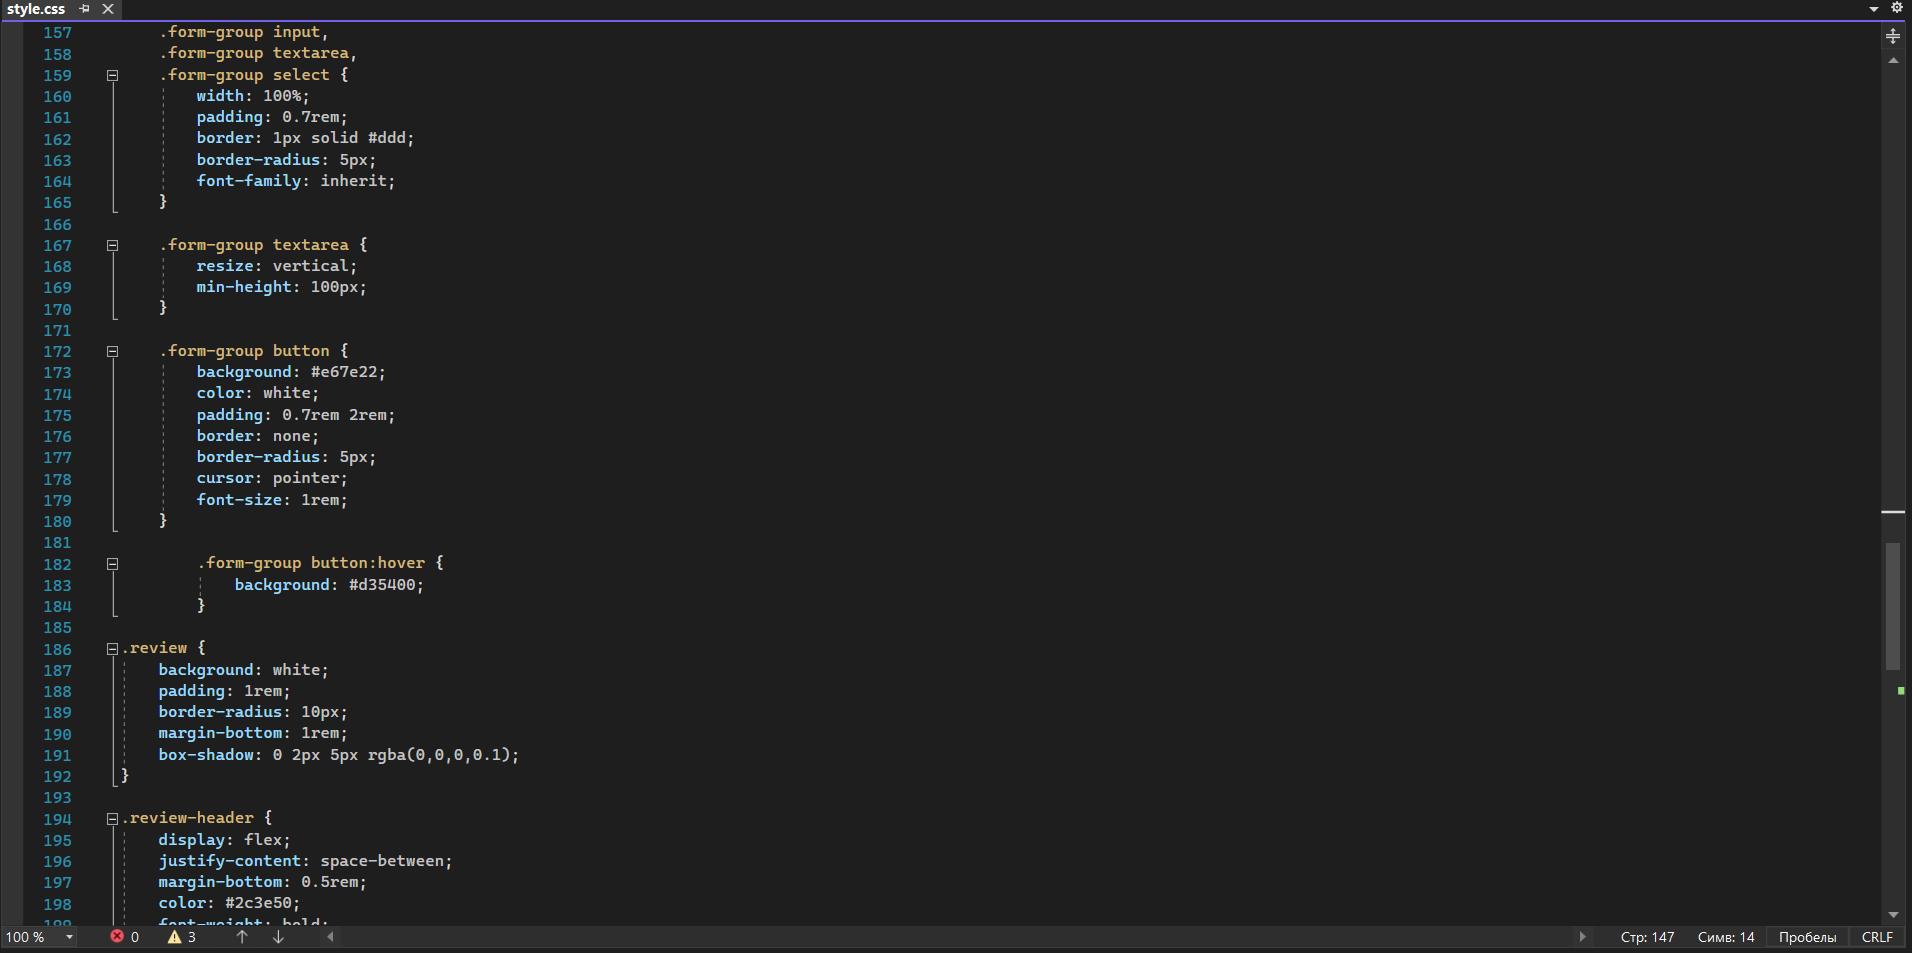 style.css
157 .form-group input,
158 .form-group textarea,
159 .form-group select {
160 width: 100%;
161 padding: 0.7rem;
162 border: 1px solid #ddd;
163 border-radius: 5px;
164 font-family: inherit;
165 }
166
167 .form-group textarea {
168 resize: vertical;
169 min-height: 100px;
170 }
171
172 .form-group button {
173 background: #e67e22;
174 color: white;
175 padding: 0.7rem 2rem;
176 border: none;
177 border-radius: 5px;
178 cursor: pointer;
179 font-size: 1rem;
180 }
181
182 .form-group button:hover {
183 background: #d35400;
184 }
185
186 .review {
187 background: white;
188 padding: 1rem;
189 border-radius: 10px;
190 margin-bottom: 1rem;
191 box-shadow: 0 2px 5px rgba(0,0,0,0.1);
192 }
193
194 .review-header {
195 display: flex;
196 justify-content: space-between;
197 margin-bottom: 0.5rem;
198 color: #2c3e50;
199 font-weight: bold;
100 % 0 3 Стр: 147 Симв: 14 Пробелы CRLF